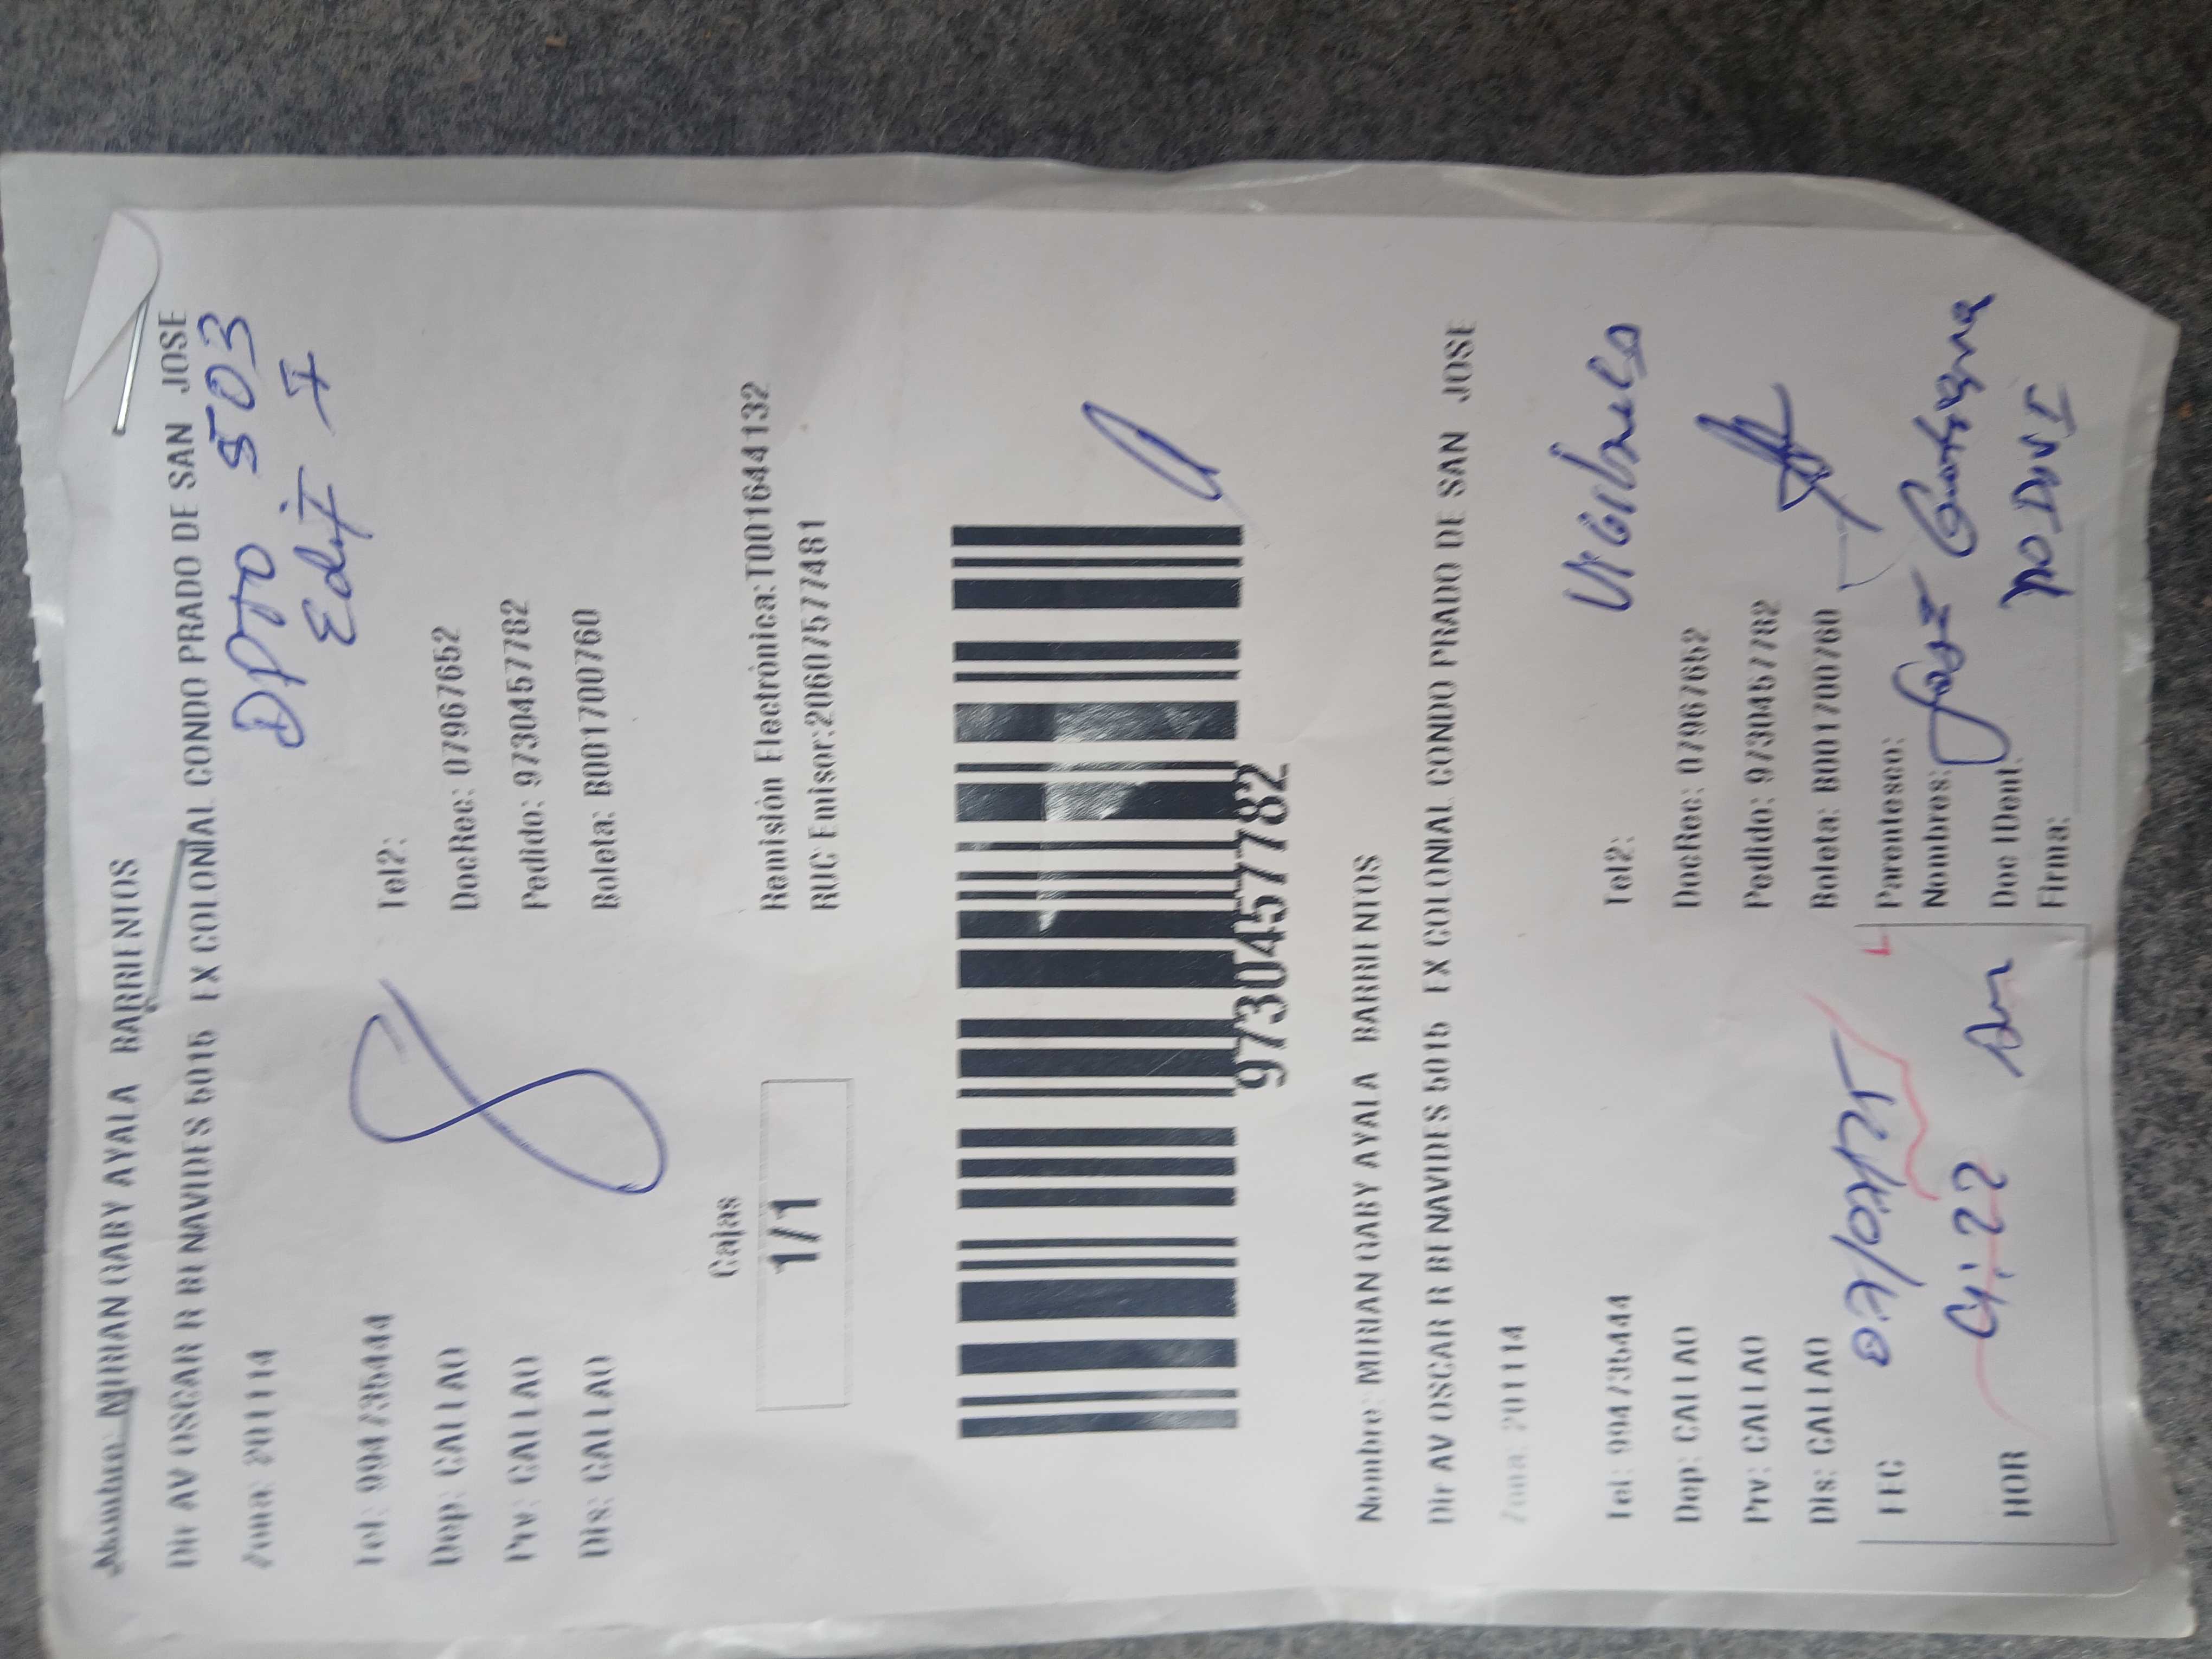 Nombre: MIRIAN GABY AYALA BARRIENTOS
Dir AV OSCAR R BENAVIDES 5015 EX COLONIAL CONDO PRADO DE SAN JOSE
DPTO 503
Zona: 201114
Edif 7
Tel: 994735444 Tel2:
Dep: CALLAO DocRec: 07967652
Prv: CALLAO Pedido: 9730457782
Dis: CALLAO Boleta: B001700760
Cajas
1/1
Remisión Electrónica:T001644132
RUC Emisor:20607577481
9730457782
Nombre: MIRIAN GABY AYALA BARRIENTOS
Dir AV OSCAR R BENAVIDES 5015 EX COLONIAL CONDO PRADO DE SAN JOSE
Zona: 201114
Tel: 994735444 Tel2:
Dep: CALLAO DocRec: 07967652
Prv: CALLAO Pedido: 9730457782
Dis: CALLAO Boleta: B001700760
FEC
Parentesco:
Nombres: Jose
HOR 4:22
Doc IDent: no DNI
Firma: